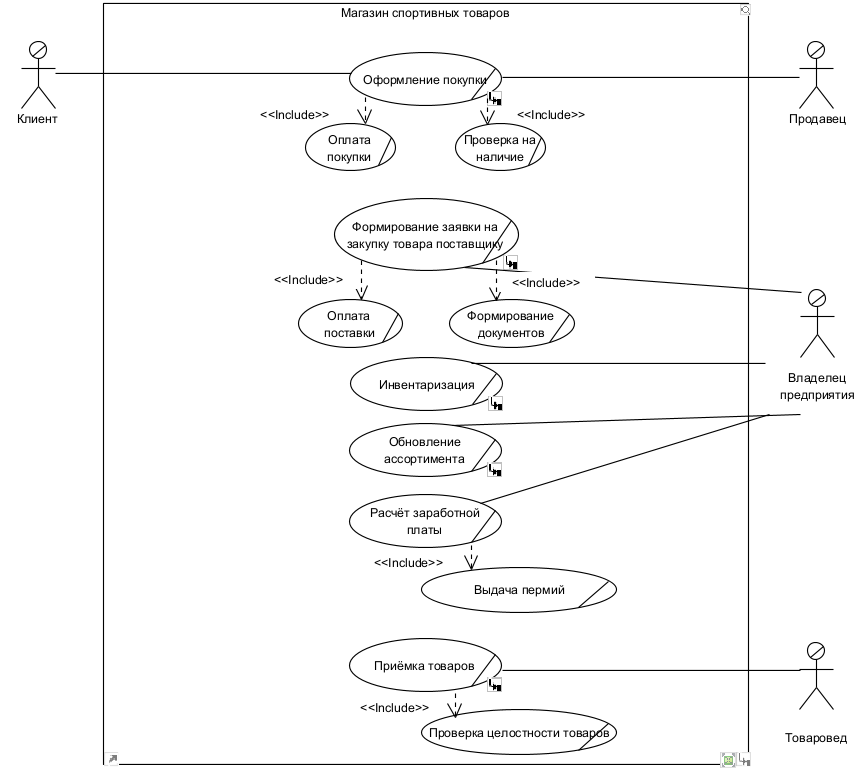 Магазин спортивных товаров
Клиент
Оформление покупки
Продавец
<<Include>>
<<Include>>
Оплата
покупки
Проверка на
наличие
Формирование заявки на
закупку товара поставщику
<<Include>>
<<Include>>
Оплата
поставки
Формирование
документов
Владелец
предприятия
Инвентаризация
Обновление
ассортимента
Расчёт заработной
платы
<<Include>>
Выдача пермий
Приёмка товаров
<<Include>>
Проверка целостности товаров
Товаровед